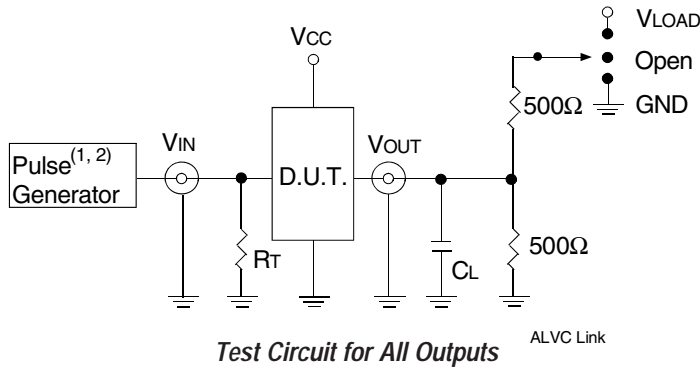 VLOAD
VCC
Open
500Ω
GND
VIN
VOUT
Pulse(1, 2)
Generator
D.U.T.
RT
CL
500Ω
Test Circuit for All Outputs
ALVC Link